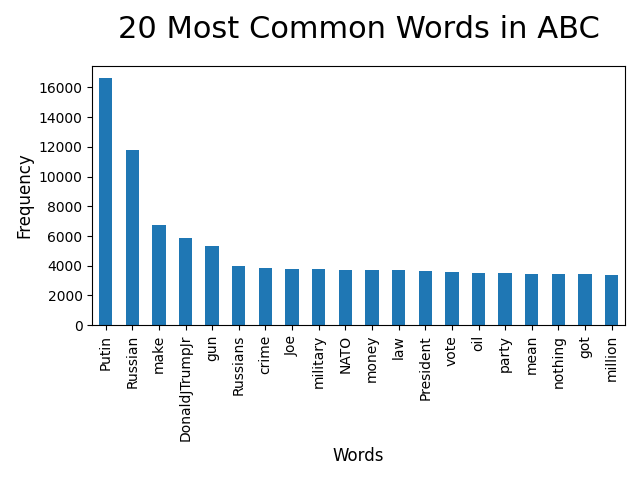 20 Most Common Words in ABC
Frequency
16000
14000
12000
10000
8000
6000
4000
2000
0
Putin
Russian
make
DonaldJTrumpJr
gun
Russians
crime
Joe
military
NATO
money
law
President
vote
oil
party
mean
nothing
got
million
Words